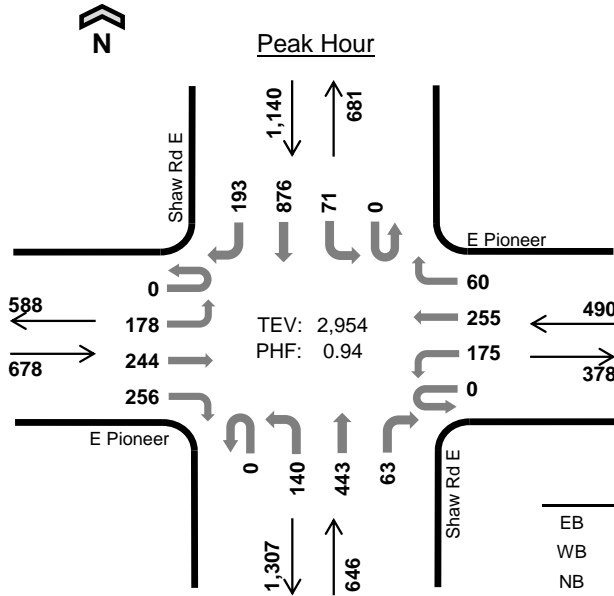 N
Peak Hour
1,140
681
Shaw Rd E
193
876
71
0
E Pioneer
0
60
588
178
TEV: 2,954
255
490
678
244
PHF: 0.94
175
378
256
0
E Pioneer
0
140
443
63
Shaw Rd E
1,307
646
EB
WB
NB